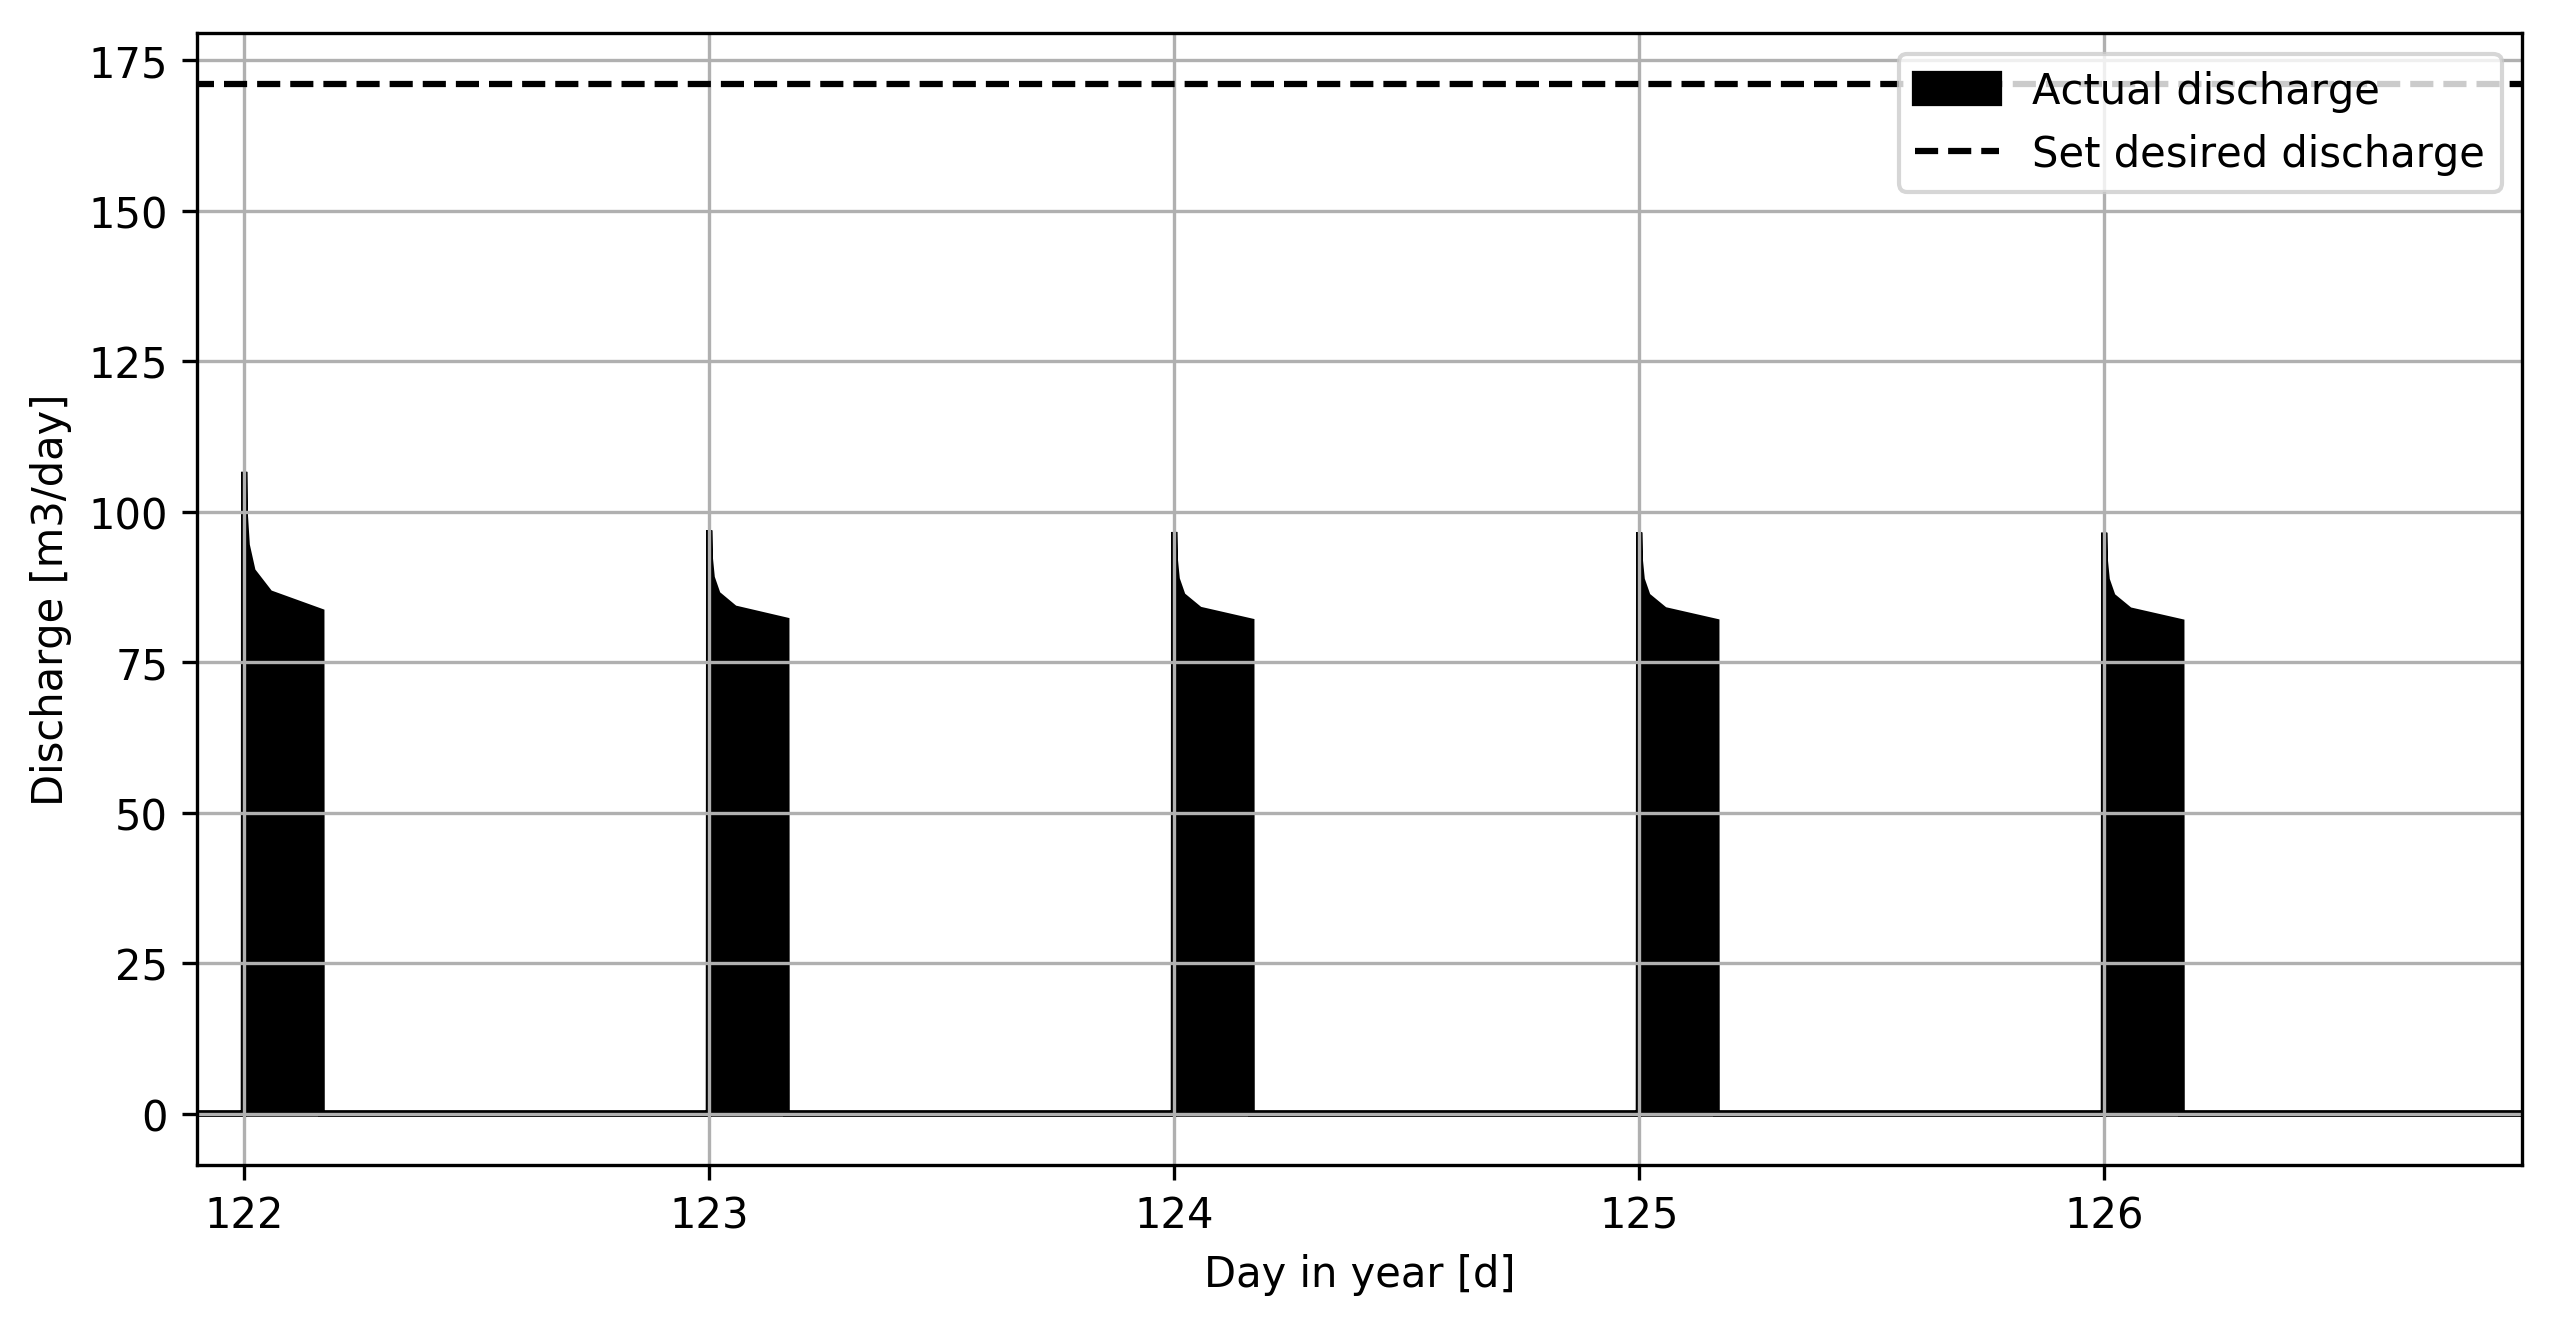 175
150
125
100
75
50
25
0
Discharge [m3/day]
Actual discharge
Set desired discharge
122 123 124 125 126
Day in year [d]